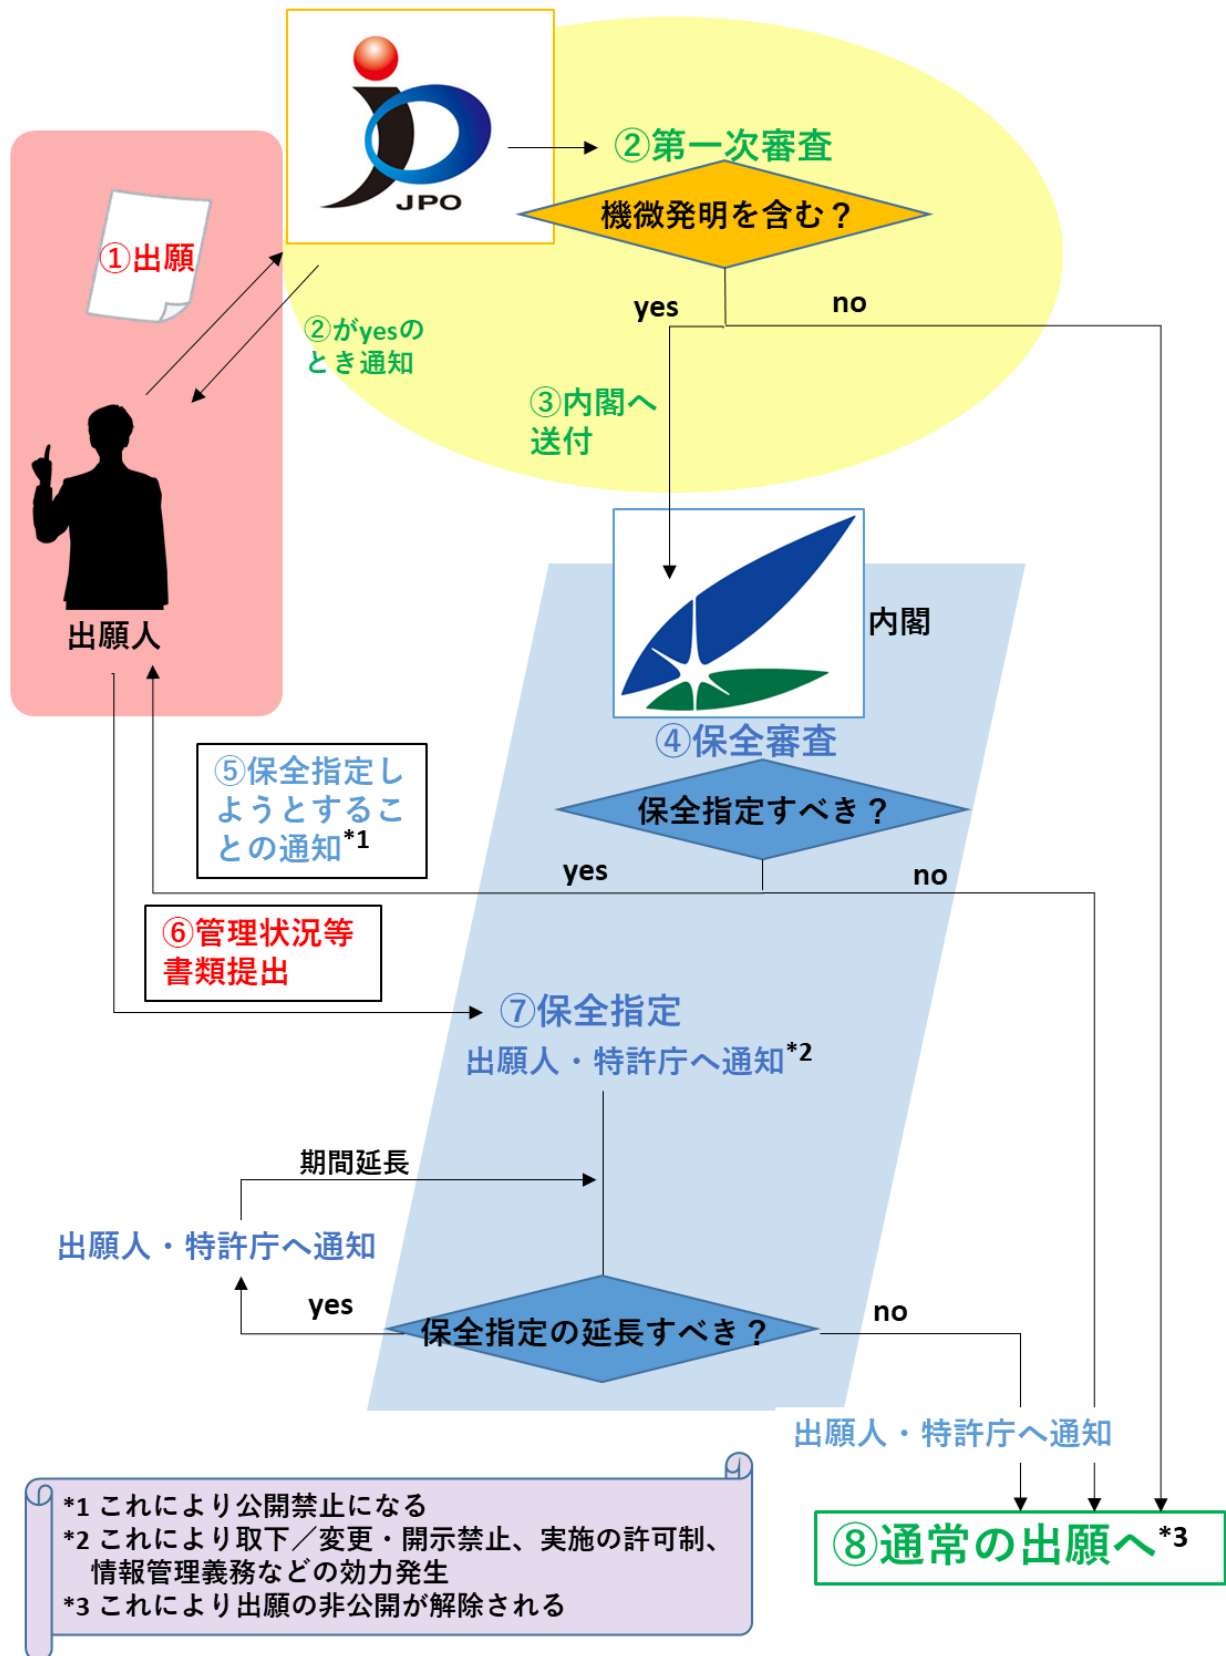 JPO
②第一次審査
機微発明を含む？
①出願
②がyesの
とき通知
yes
no
③内閣へ
送付
出願人
内閣
④保全審査
保全指定すべき？
⑤保全指定し
ようとするこ
との通知*1
yes
no
⑥管理状況等
書類提出
⑦保全指定
出願人・特許庁へ通知*2
期間延長
出願人・特許庁へ通知
yes
保全指定の延長すべき？
no
出願人・特許庁へ通知
⑧通常の出願へ*3
*1 これにより公開禁止になる
*2 これにより取下／変更・開示禁止、実施の許可制、
情報管理義務などの効力発生
*3 これにより出願の非公開が解除される